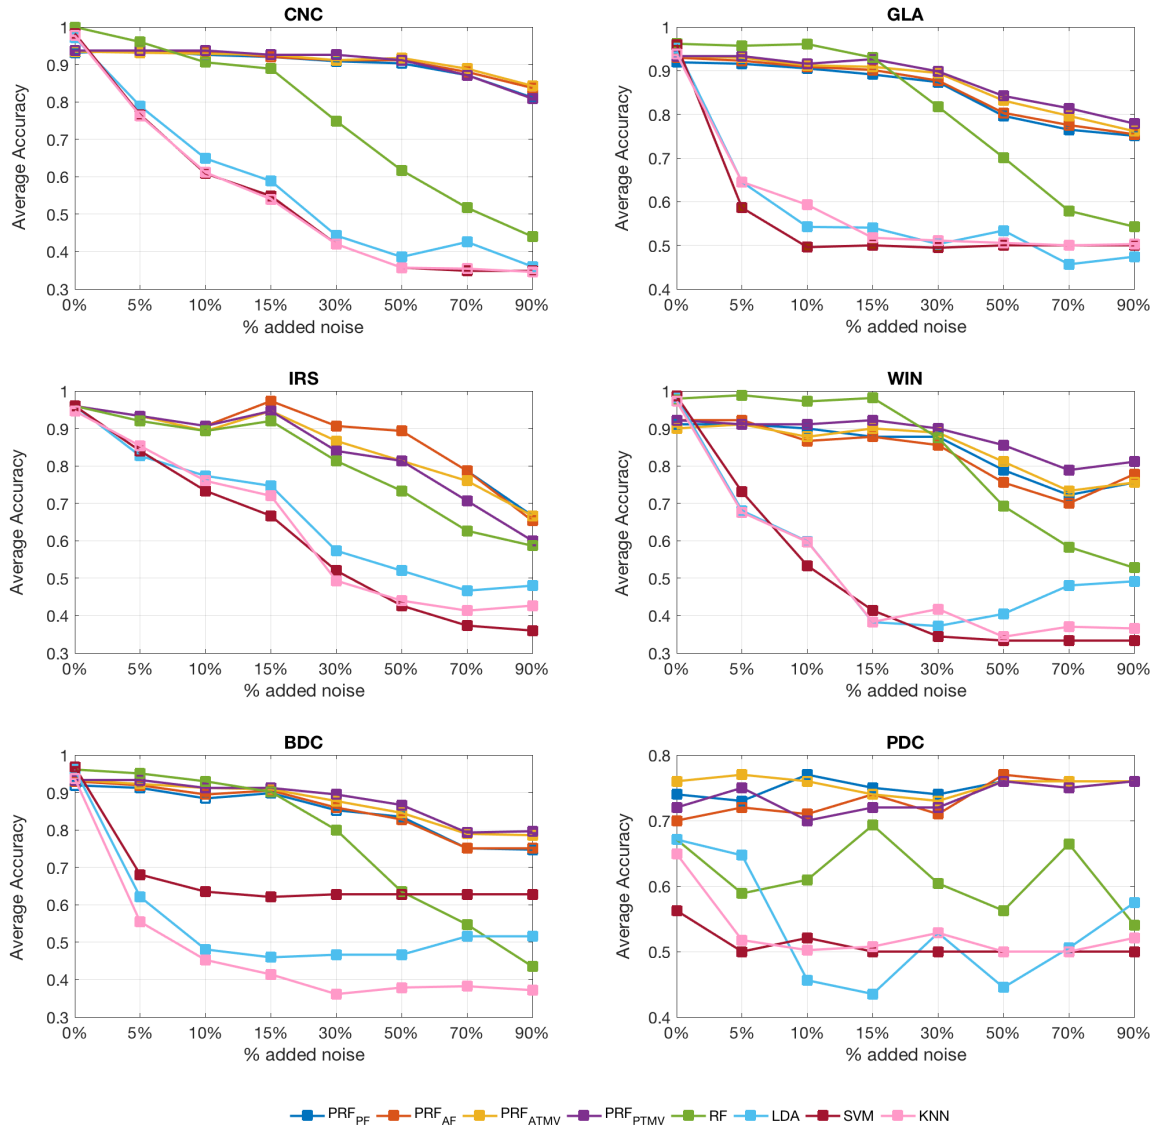 CNC
1
0.9
0.8
0.7
0.6
0.5
0.4
0.3
Average Accuracy
0% 5% 10% 15% 30% 50% 70% 90%
% added noise
GLA
1
0.9
0.8
0.7
0.6
0.5
0.4
Average Accuracy
0% 5% 10% 15% 30% 50% 70% 90%
% added noise
IRS
1
0.9
0.8
0.7
0.6
0.5
0.4
0.3
Average Accuracy
0% 5% 10% 15% 30% 50% 70% 90%
% added noise
WIN
1
0.9
0.8
0.7
0.6
0.5
0.4
0.3
Average Accuracy
0% 5% 10% 15% 30% 50% 70% 90%
% added noise
BDC
1
0.9
0.8
0.7
0.6
0.5
0.4
0.3
Average Accuracy
0% 5% 10% 15% 30% 50% 70% 90%
% added noise
PDC
0.8
0.7
0.6
0.5
0.4
Average Accuracy
0% 5% 10% 15% 30% 50% 70% 90%
% added noise
PRF_PF PRF_AF PRF_ATMV PRF_PTMV RF LDA SVM KNN